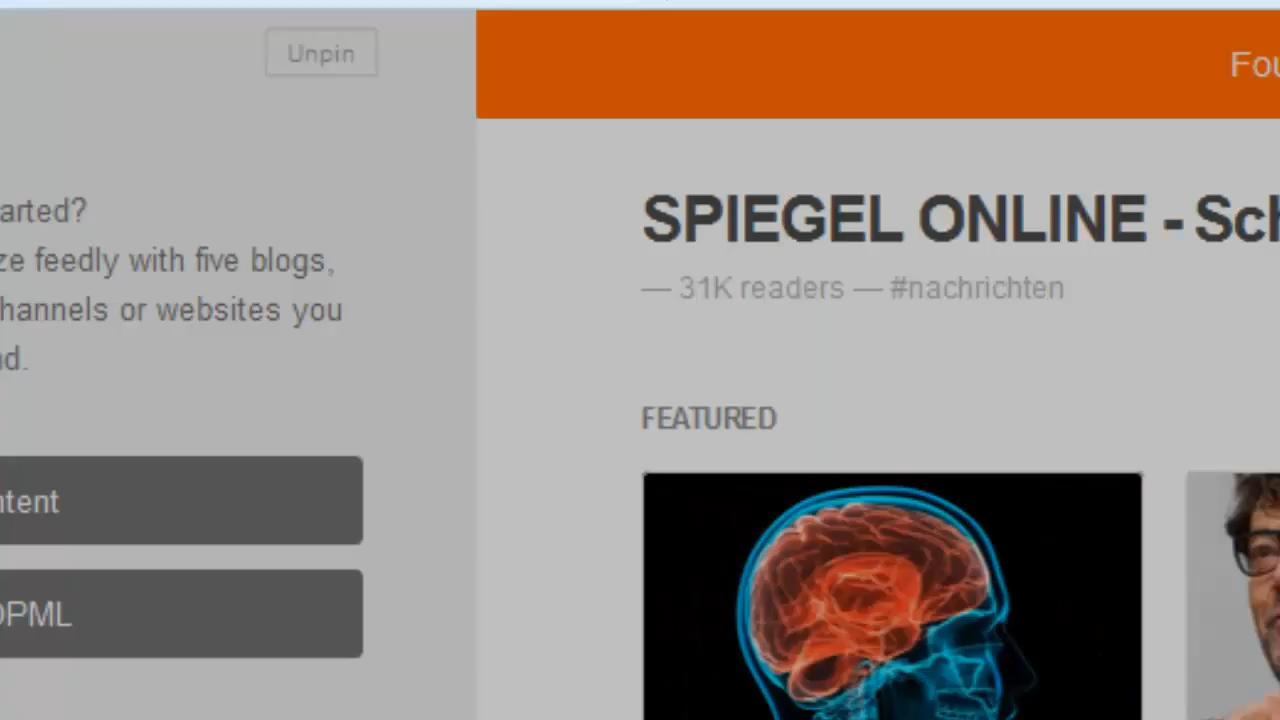 Unpin
arted?
ze feedly with five blogs,
hannels or websites you
d.
ntent
OPML
Fou
SPIEGEL ONLINE - Sch
— 31K readers — #nachrichten
FEATURED